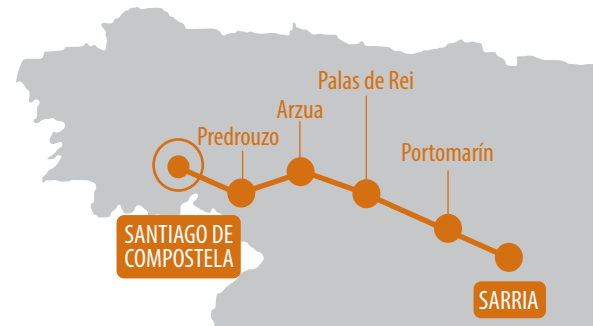 Palas de Rei
Arzua
Predrouzo
Portomarín
SANTIAGO DE
COMPOSTELA
SARRIA